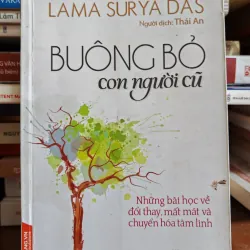 LAMA SURYA DAS
Người dịch: Thái An
BUÔNG BỎ
con người cũ
Những bài học về
đổi thay, mất mát và
chuyển hóa tâm linh